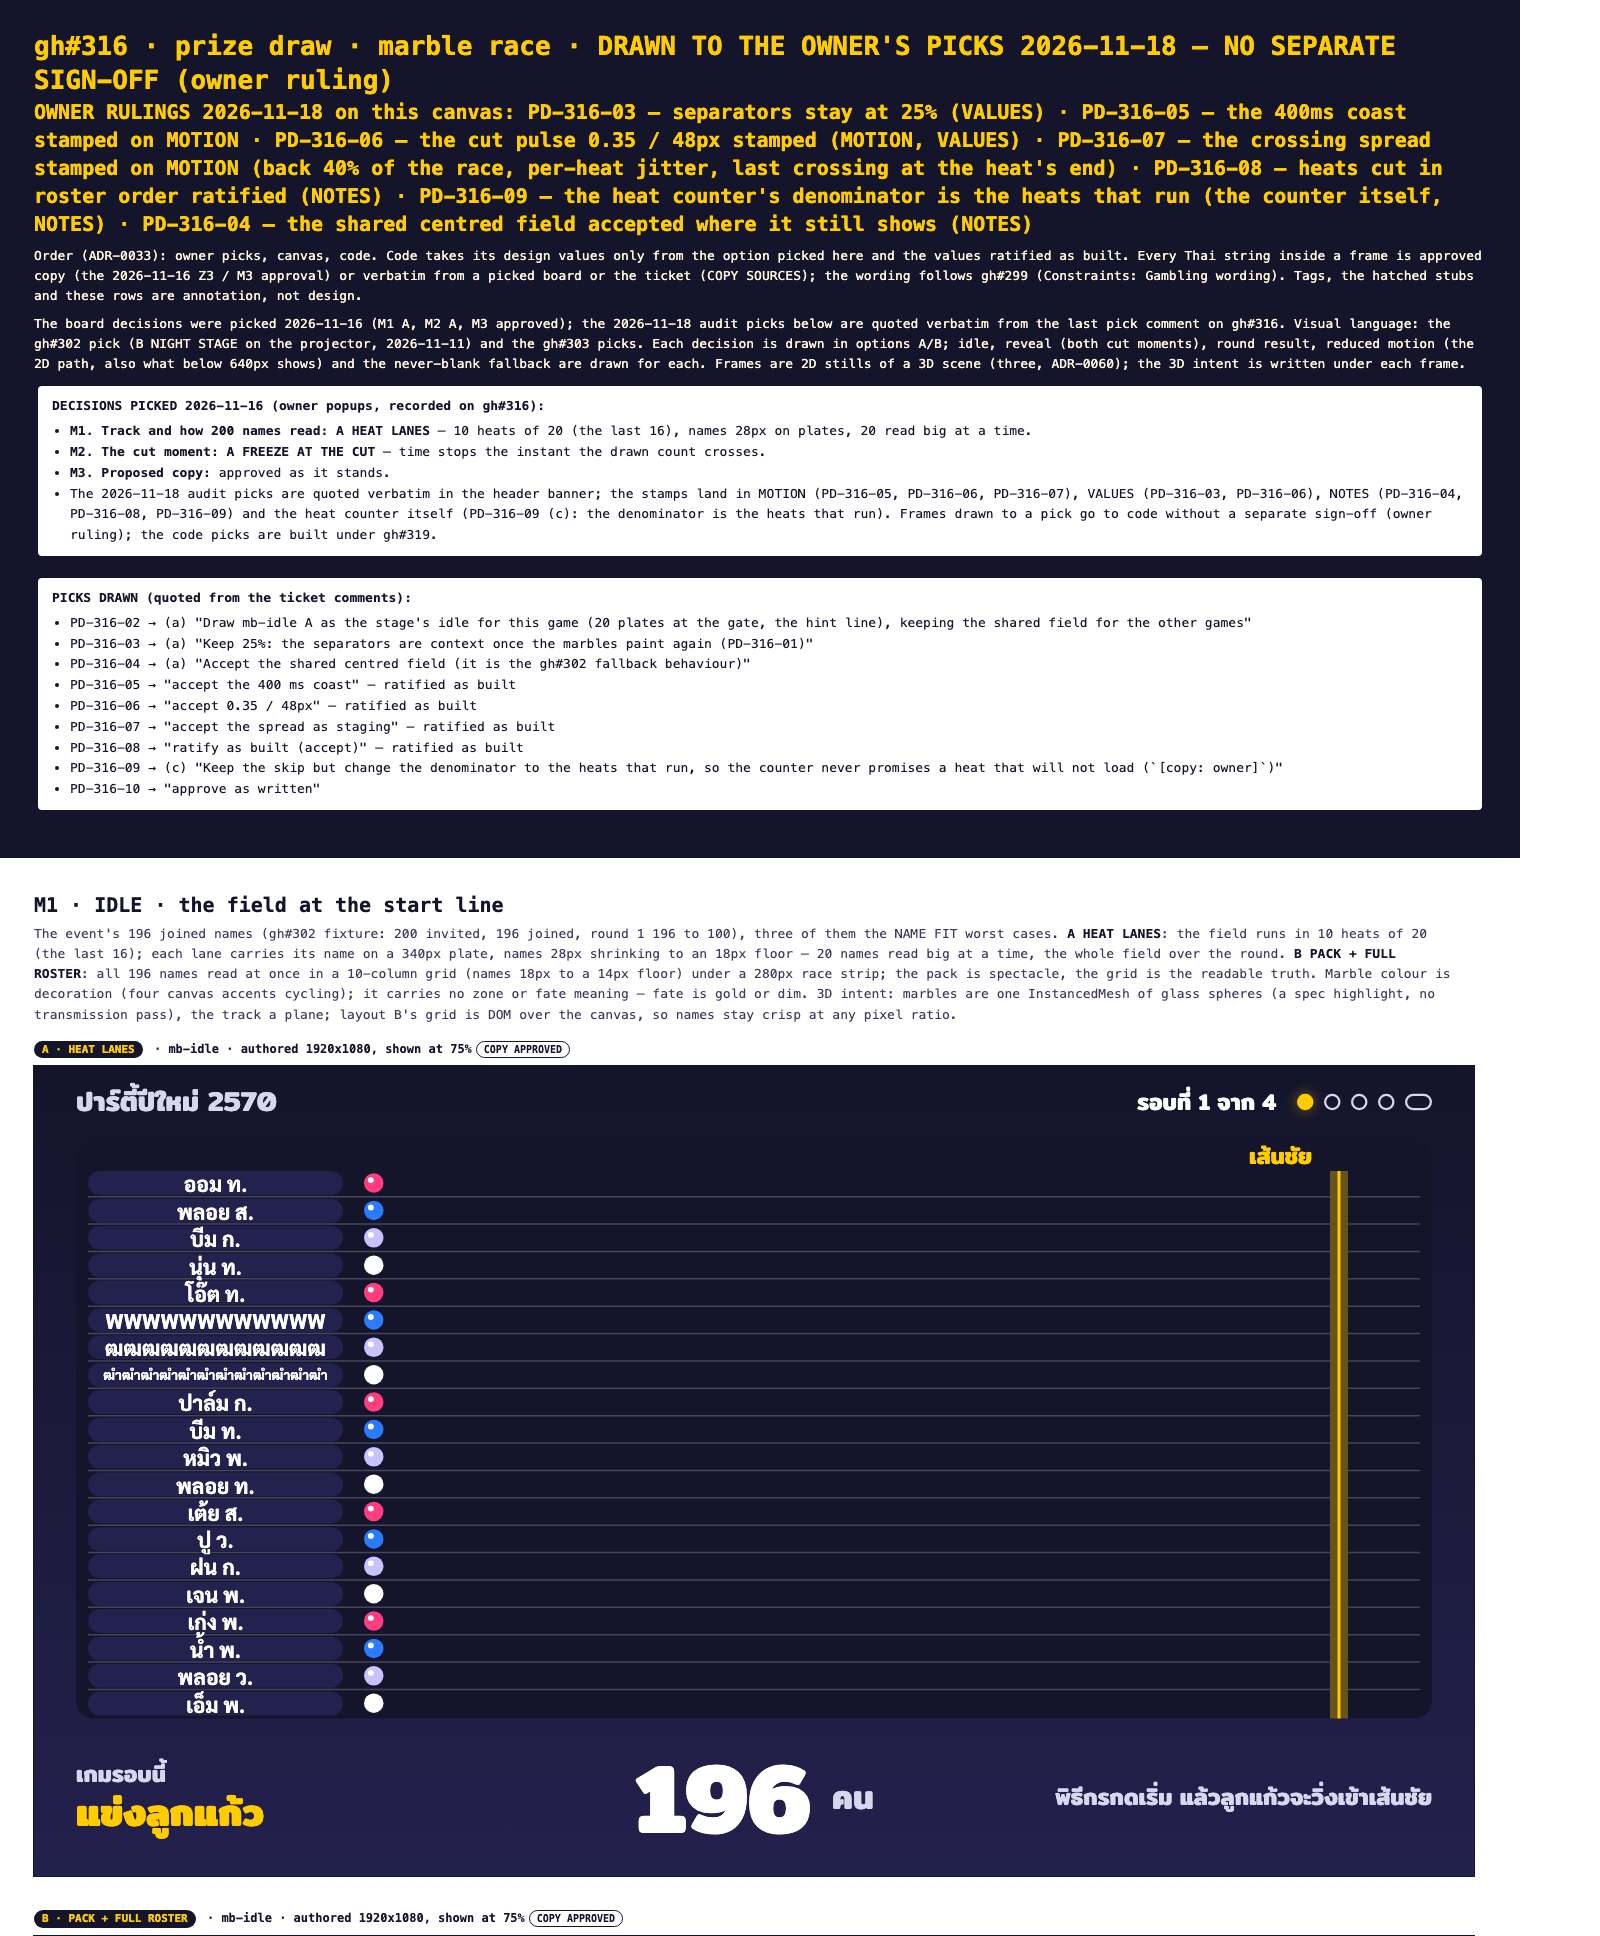 gh#316 · prize draw · marble race · DRAWN TO THE OWNER'S PICKS 2026-11-18 — NO SEPARATE
SIGN-OFF (owner ruling)
OWNER RULINGS 2026-11-18 on this canvas: PD-316-03 — separators stay at 25% (VALUES) · PD-316-05 — the 400ms coast
stamped on MOTION · PD-316-06 — the cut pulse 0.35 / 48px stamped (MOTION, VALUES) · PD-316-07 — the crossing spread
stamped on MOTION (back 40% of the race, per-heat jitter, last crossing at the heat's end) · PD-316-08 — heats cut in
roster order ratified (NOTES) · PD-316-09 — the heat counter's denominator is the heats that run (the counter itself,
NOTES) · PD-316-04 — the shared centred field accepted where it still shows (NOTES)
Order (ADR-0033): owner picks, canvas, code. Code takes its design values only from the option picked here and the values ratified as built. Every Thai string inside a frame is approved
copy (the 2026-11-16 Z3 / M3 approval) or verbatim from a picked board or the ticket (COPY SOURCES); the wording follows gh#299 (Constraints: Gambling wording). Tags, the hatched stubs
and these rows are annotation, not design.
The board decisions were picked 2026-11-16 (M1 A, M2 A, M3 approved); the 2026-11-18 audit picks below are quoted verbatim from the last pick comment on gh#316. Visual language: the
gh#302 pick (B NIGHT STAGE on the projector, 2026-11-11) and the gh#303 picks. Each decision is drawn in options A/B; idle, reveal (both cut moments), round result, reduced motion (the
2D path, also what below 640px shows) and the never-blank fallback are drawn for each. Frames are 2D stills of a 3D scene (three, ADR-0060); the 3D intent is written under each frame.
DECISIONS PICKED 2026-11-16 (owner popups, recorded on gh#316):
• M1. Track and how 200 names read: A HEAT LANES — 10 heats of 20 (the last 16), names 28px on plates, 20 read big at a time.
• M2. The cut moment: A FREEZE AT THE CUT — time stops the instant the drawn count crosses.
• M3. Proposed copy: approved as it stands.
• The 2026-11-18 audit picks are quoted verbatim in the header banner; the stamps land in MOTION (PD-316-05, PD-316-06, PD-316-07), VALUES (PD-316-03, PD-316-06), NOTES (PD-316-04,
PD-316-08, PD-316-09) and the heat counter itself (PD-316-09 (c): the denominator is the heats that run). Frames drawn to a pick go to code without a separate sign-off (owner
ruling); the code picks are built under gh#319.
PICKS DRAWN (quoted from the ticket comments):
• PD-316-02 → (a) "Draw mb-idle A as the stage's idle for this game (20 plates at the gate, the hint line), keeping the shared field for the other games"
• PD-316-03 → (a) "Keep 25%: the separators are context once the marbles paint again (PD-316-01)"
• PD-316-04 → (a) "Accept the shared centred field (it is the gh#302 fallback behaviour)"
• PD-316-05 → "accept the 400 ms coast" — ratified as built
• PD-316-06 → "accept 0.35 / 48px" — ratified as built
• PD-316-07 → "accept the spread as staging" — ratified as built
• PD-316-08 → "ratify as built (accept)" — ratified as built
• PD-316-09 → (c) "Keep the skip but change the denominator to the heats that run, so the counter never promises a heat that will not load (`[copy: owner]`)"
• PD-316-10 → "approve as written"
M1 · IDLE · the field at the start line
The event's 196 joined names (gh#302 fixture: 200 invited, 196 joined, round 1 196 to 100), three of them the NAME FIT worst cases. A HEAT LANES: the field runs in 10 heats of 20
(the last 16); each lane carries its name on a 340px plate, names 28px shrinking to an 18px floor — 20 names read big at a time, the whole field over the round. B PACK + FULL
ROSTER: all 196 names read at once in a 10-column grid (names 18px to a 14px floor) under a 280px race strip; the pack is spectacle, the grid is the readable truth. Marble colour is
decoration (four canvas accents cycling); it carries no zone or fate meaning — fate is gold or dim. 3D intent: marbles are one InstancedMesh of glass spheres (a spec highlight, no
transmission pass), the track a plane; layout B's grid is DOM over the canvas, so names stay crisp at any pixel ratio.
A · HEAT LANES · mb-idle · authored 1920x1080, shown at 75% COPY APPROVED
ปาร์ตี้ปีใหม่ 2570
รอบที่ 1 จาก 4
เส้นชัย
ออม ท.
พลอย ส.
บีม ก.
นุ่น ท.
โอ๊ต ท.
WWWWWWWWWWWW
ฒฒฒฒฒฒฒฒฒฒฒฒ
ฒำฒำฒำฒำฒำฒำฒำฒำฒำฒำฒำฒำ
ปาล์ม ก.
บีม ท.
หมิว พ.
พลอย ท.
เต้ย ส.
ปู ว.
ฝน ก.
เจน พ.
เก่ง พ.
น้ำ พ.
พลอย ว.
เอ็ม พ.
เกมรอบนี้
แข่งลูกแก้ว
196 คน
พิธีกรกดเริ่ม แล้วลูกแก้วจะวิ่งเข้าเส้นชัย
B · PACK + FULL ROSTER · mb-idle · authored 1920x1080, shown at 75% COPY APPROVED